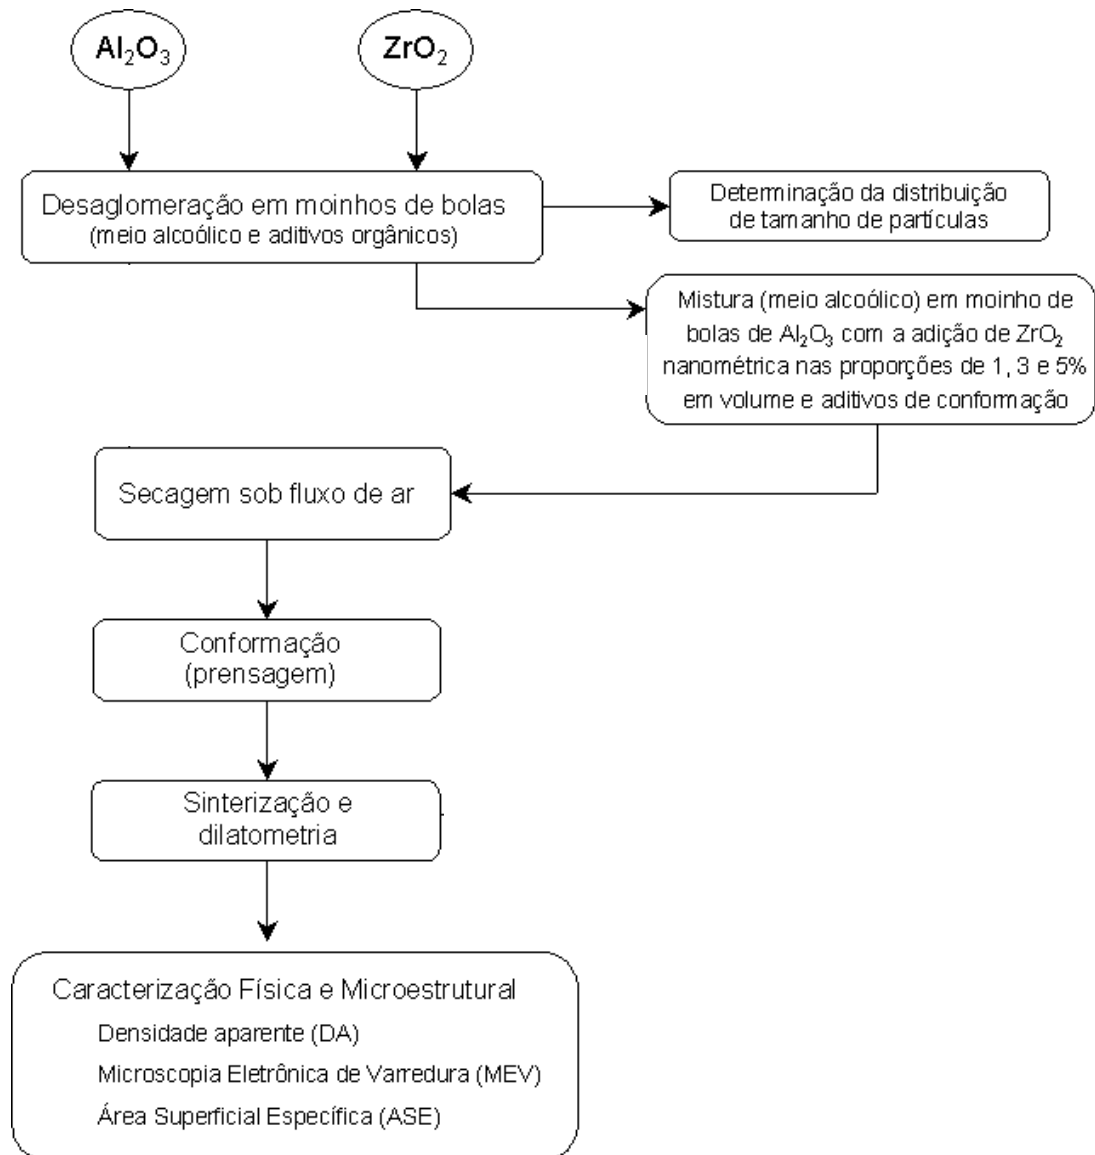 Al₂O₃
ZrO₂
Desaglomeração em moinhos de bolas
(meio alcoólico e aditivos orgânicos)
Determinação da distribuição
de tamanho de partículas
Mistura (meio alcoólico) em moinho de
bolas de Al₂O₃ com a adição de ZrO₂
nanométrica nas proporções de 1, 3 e 5%
em volume e aditivos de conformação
Secagem sob fluxo de ar
Conformação
(prensagem)
Sinterização e
dilatometria
Caracterização Física e Microestrutural
Densidade aparente (DA)
Microscopia Eletrônica de Varredura (MEV)
Área Superficial Específica (ASE)